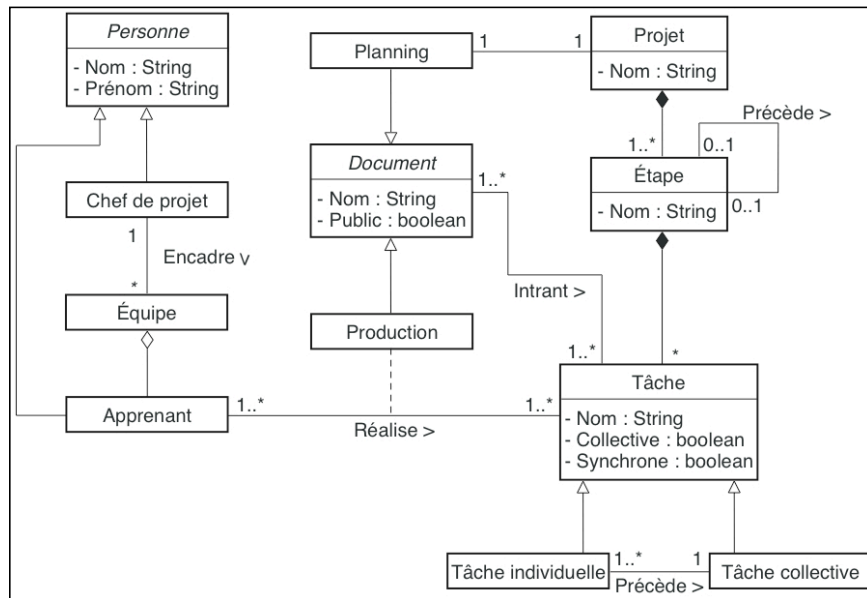 Personne
- Nom : String
- Prénom : String
Planning
1
1
Projet
- Nom : String
Précède >
1..*
0..1
Document
- Nom : String
- Public : boolean
1..*
Étape
- Nom : String
0..1
Chef de projet
1
Encadre v
*
Équipe
Intrant >
Production
1..*
*
Apprenant
1..*
Réalise >
1..*
Tâche
- Nom : String
- Collective : boolean
- Synchrone : boolean
Tâche individuelle
1..*
Précède >
1
Tâche collective